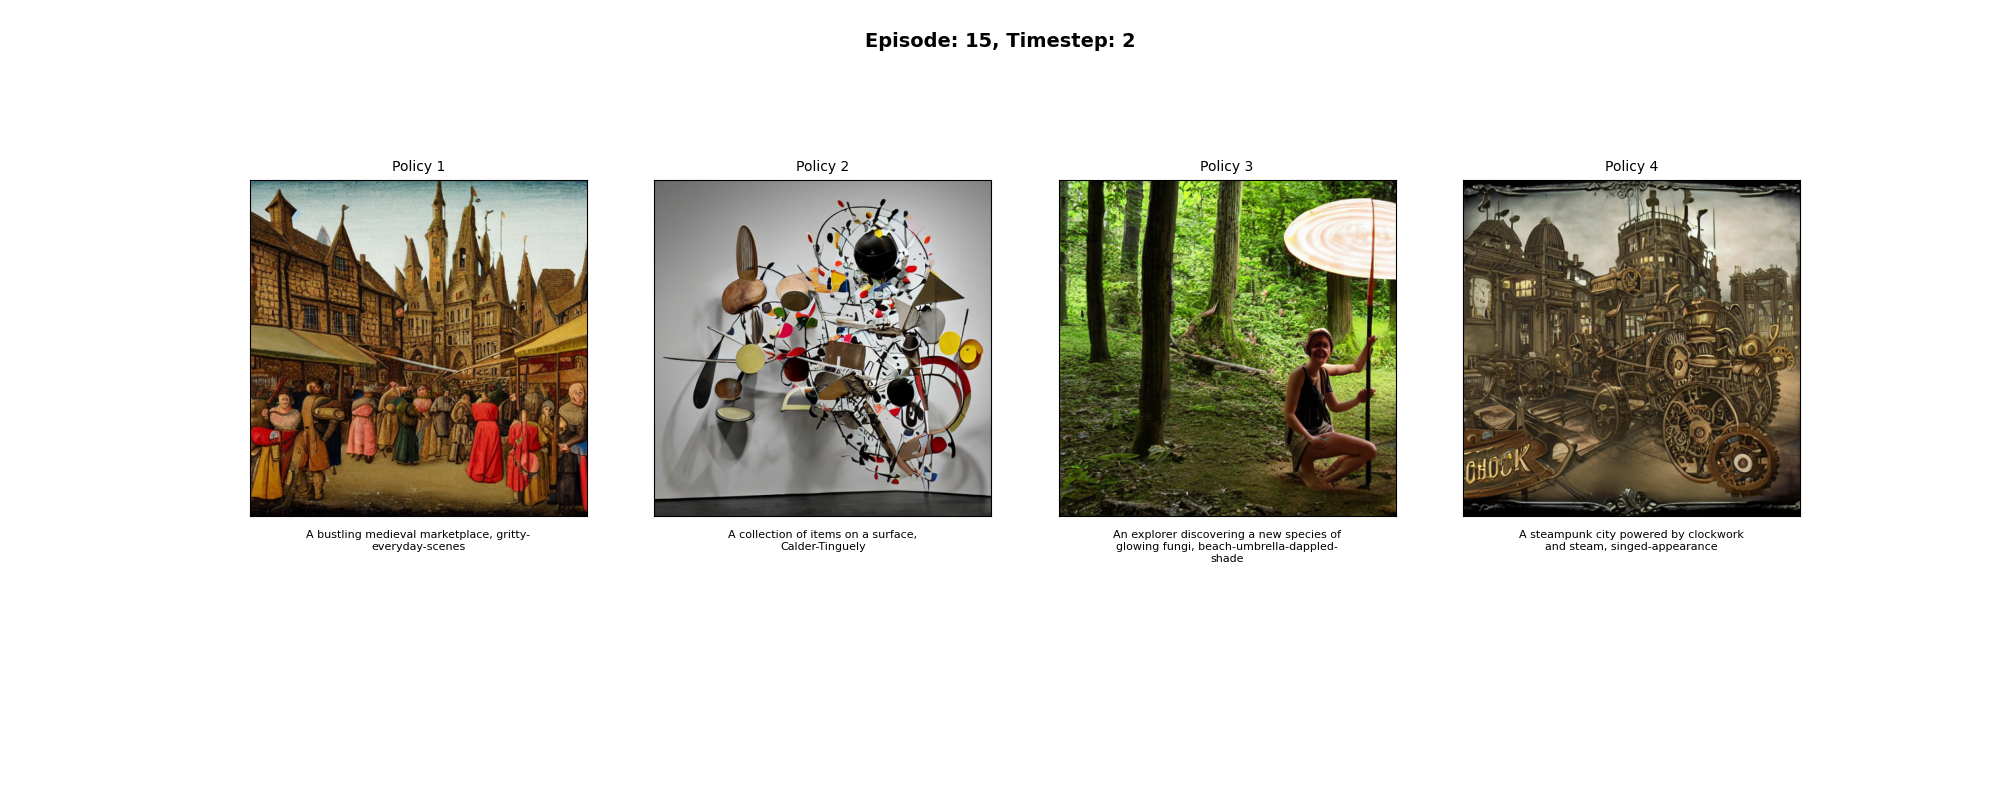 Episode: 15, Timestep: 2
Policy 1
Policy 2
Policy 3
Policy 4
CHOCK
A bustling medieval marketplace, gritty-
everyday-scenes
A collection of items on a surface,
Calder-Tinguely
An explorer discovering a new species of
glowing fungi, beach-umbrella-dappled-
shade
A steampunk city powered by clockwork
and steam, singed-appearance